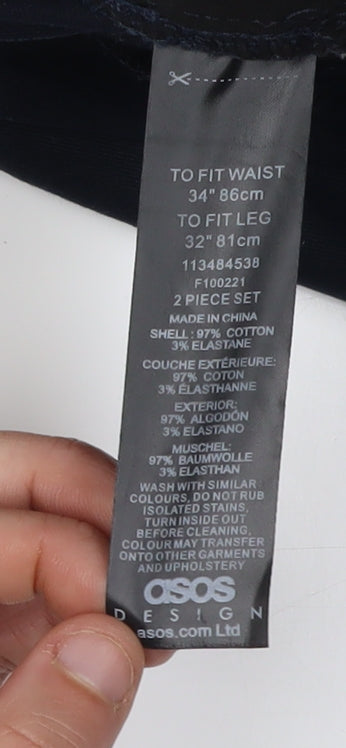 TO FIT WAIST
34" 86cm
TO FIT LEG
32" 81cm
113484538
F100221
2 PIECE SET
MADE IN CHINA
SHELL: 97% COTTON
3% ELASTANE
COUCHE EXTÉRIEURE:
97% COTON
3% ÉLASTHANNE
EXTERIOR:
97% ALGODÓN
3% ELASTANO
MUSCHEL:
97% BAUMWOLLE
3% ELASTHAN
WASH WITH SIMILAR
COLOURS, DO NOT RUB
ISOLATED STAINS,
TURN INSIDE OUT
BEFORE CLEANING,
COLOUR MAY TRANSFER
ONTO OTHER GARMENTS
AND UPHOLSTERY
asos
DESIGN
asos.com Ltd